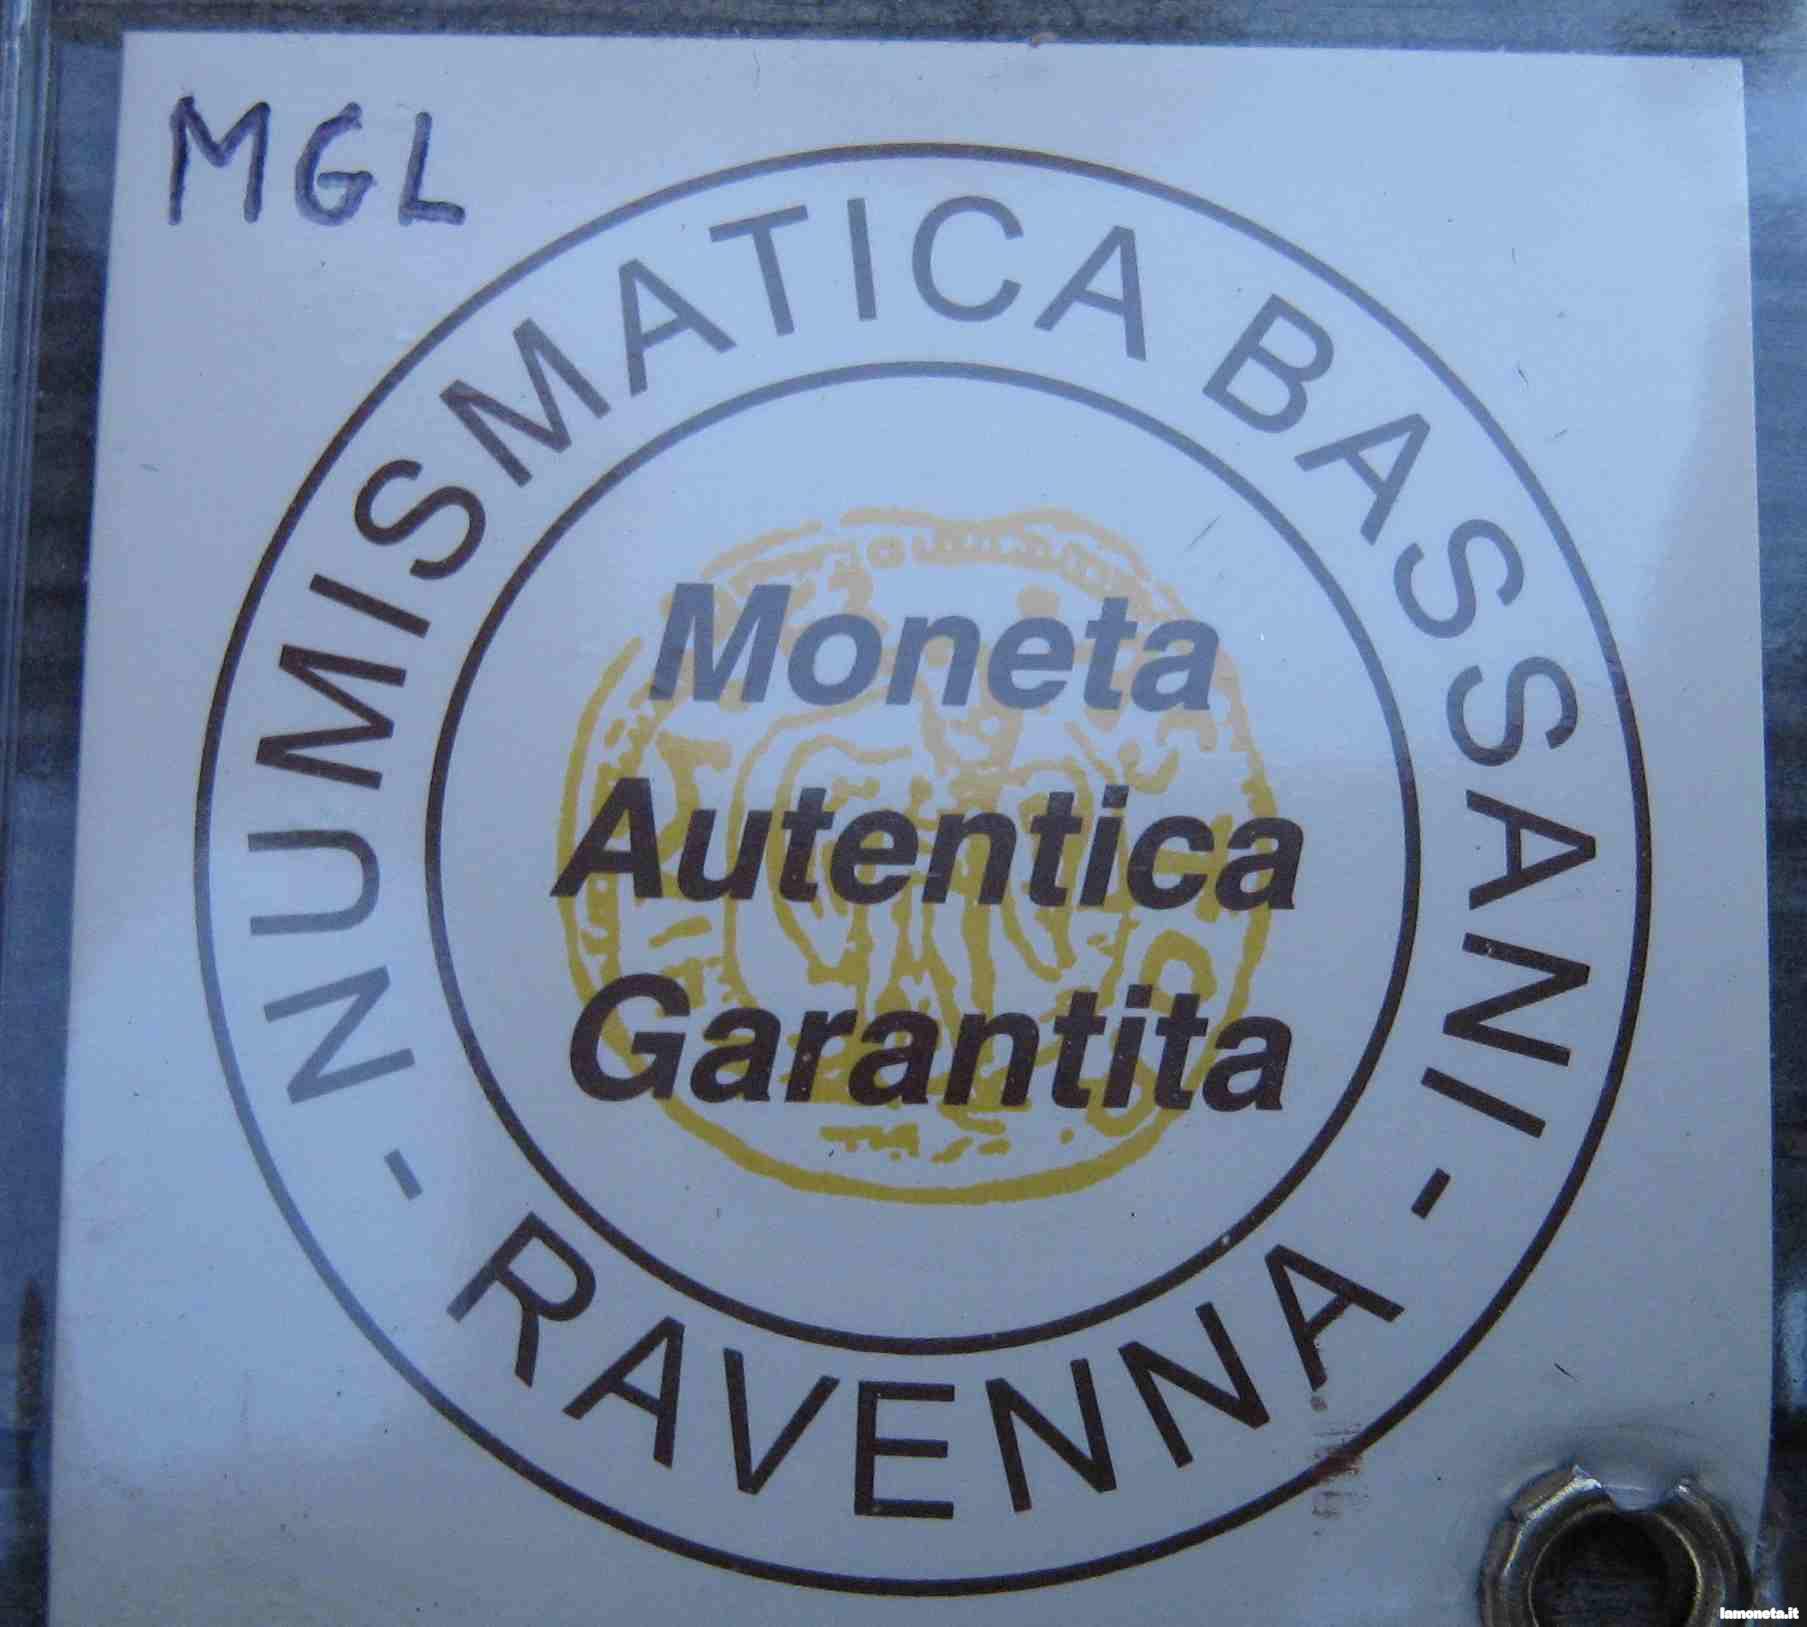 MGL
NUMISMATICA BASSANI
Moneta
Autentica
Garantita
- RAVENNA -
lamoneta.it